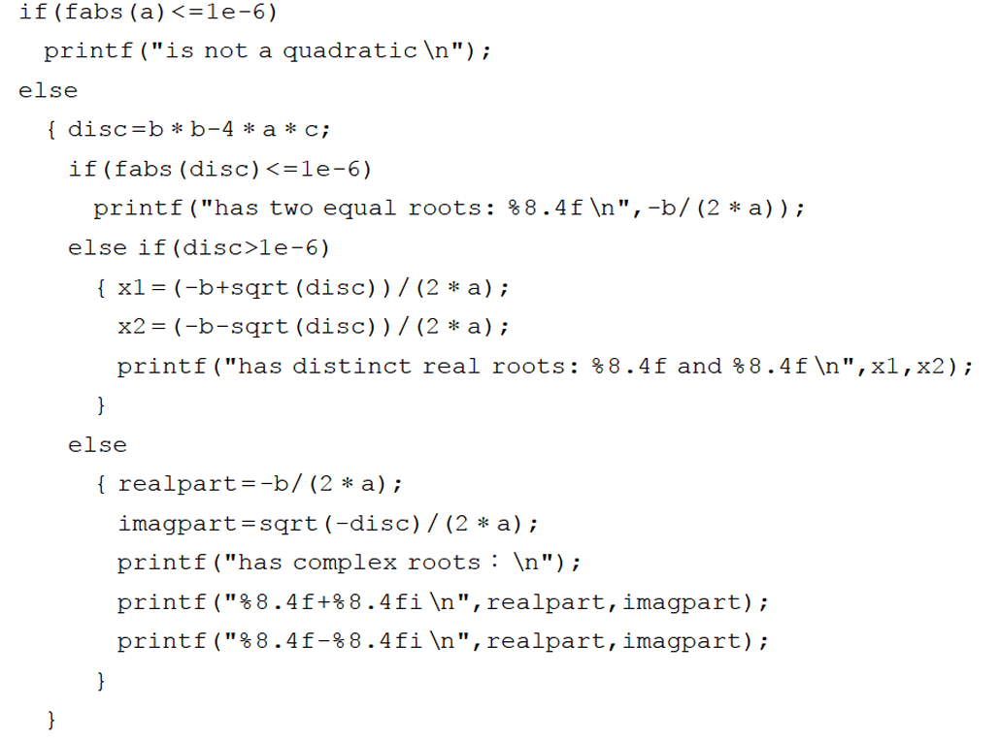 if(fabs(a)<=1e-6)
printf("is not a quadratic\n");
else
{ disc=b*b-4*a*c;
if(fabs(disc)<=1e-6)
printf("has two equal roots: %8.4f\n",-b/(2*a));
else if(disc>1e-6)
{ x1=(-b+sqrt(disc))/(2*a);
x2=(-b-sqrt(disc))/(2*a);
printf("has distinct real roots: %8.4f and %8.4f\n",x1,x2);
}
else
{ realpart=-b/(2*a);
imagpart=sqrt(-disc)/(2*a);
printf("has complex roots：\n");
printf("%8.4f+%8.4fi\n",realpart,imagpart);
printf("%8.4f-%8.4fi\n",realpart,imagpart);
}
}